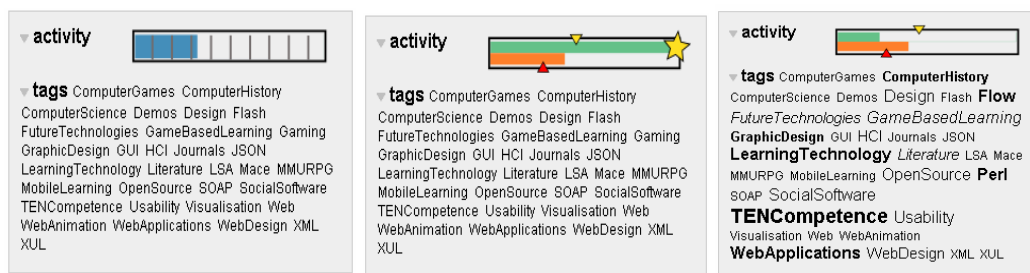 activity
tags ComputerGames ComputerHistory
ComputerScience Demos Design Flash
FutureTechnologies GameBasedLearning Gaming
GraphicDesign GUI HCI Journals JSON
LearningTechnology Literature LSA Mace MMURPG
MobileLearning OpenSource SOAP SocialSoftware
TENCompetence Usability Visualisation Web
WebAnimation WebApplications WebDesign XML
XUL
activity
tags ComputerGames ComputerHistory
ComputerScience Demos Design Flash
FutureTechnologies GameBasedLearning Gaming
GraphicDesign GUI HCI Journals JSON
LearningTechnology Literature LSA Mace MMURPG
MobileLearning OpenSource SOAP SocialSoftware
TENCompetence Usability Visualisation Web
WebAnimation WebApplications WebDesign XML
XUL
activity
tags ComputerGames ComputerHistory
ComputerScience Demos Design Flash Flow
FutureTechnologies GameBasedLearning
GraphicDesign GUI HCI Journals JSON
LearningTechnology Literature LSA Mace
MMURPG MobileLearning OpenSource Perl
SOAP SocialSoftware
TENCompetence Usability
Visualisation Web WebAnimation
WebApplications WebDesign XML XUL